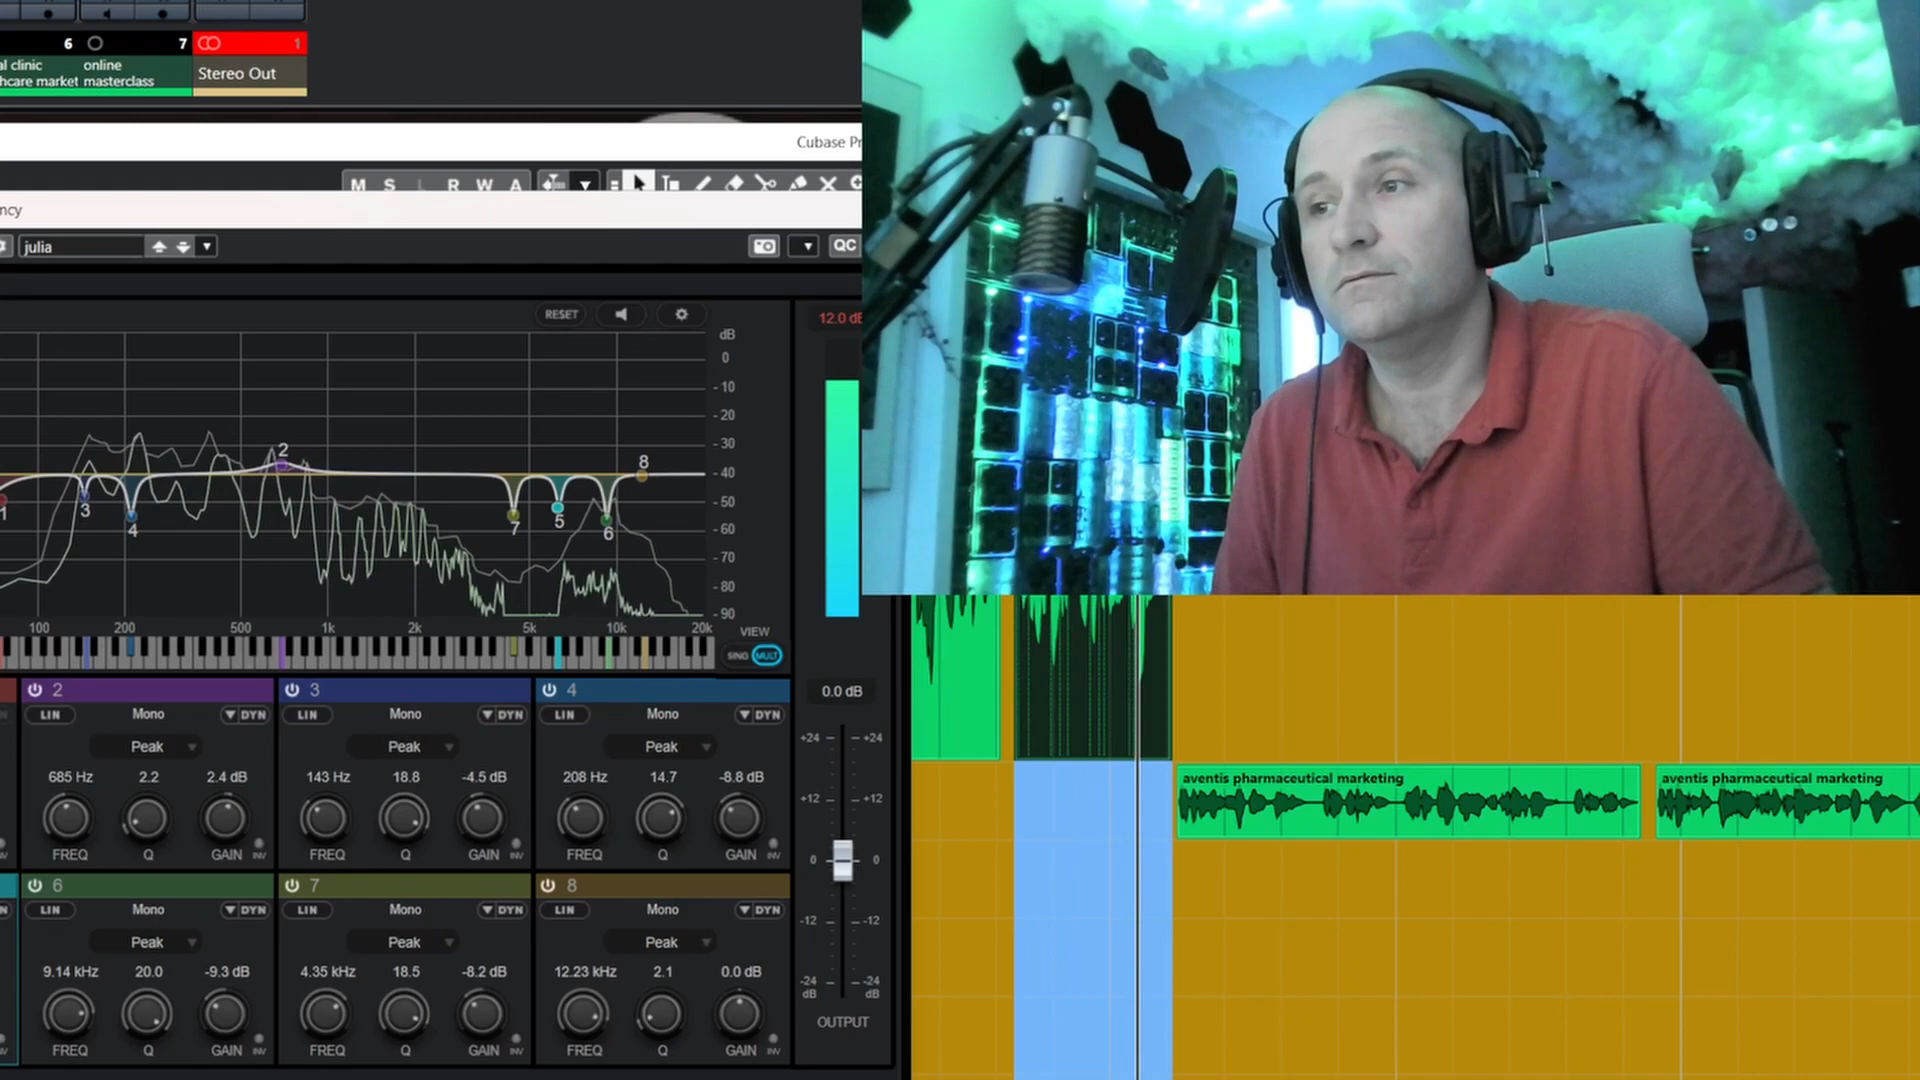 6
7
1
al clinic
online
hcare market
masterclass
Stereo Out
Cubase Pr
M S L R W A
ncy
julia
QC
RESET
12.0 dB
dB
0
-10
-20
-30
-40
-50
-60
-70
-80
-90
1
2
3
4
5
6
7
8
100 200 500 1k 2k 5k 10k 20k
VIEW
SING MULT
2
LIN Mono DYN
Peak
685 Hz 2.2 2.4 dB
FREQ Q GAIN INV
3
LIN Mono DYN
Peak
143 Hz 18.8 -4.5 dB
FREQ Q GAIN INV
4
LIN Mono DYN
Peak
208 Hz 14.7 -8.8 dB
FREQ Q GAIN INV
6
LIN Mono DYN
Peak
9.14 kHz 20.0 -9.3 dB
FREQ Q GAIN INV
7
LIN Mono DYN
Peak
4.35 kHz 18.5 -8.2 dB
FREQ Q GAIN INV
8
LIN Mono DYN
Peak
12.23 kHz 2.1 0.0 dB
FREQ Q GAIN INV
0.0 dB
+24 +24
+12 +12
0 0
-12 -12
-24 -24
dB dB
OUTPUT
aventis pharmaceutical marketing
aventis pharmaceutical marketing